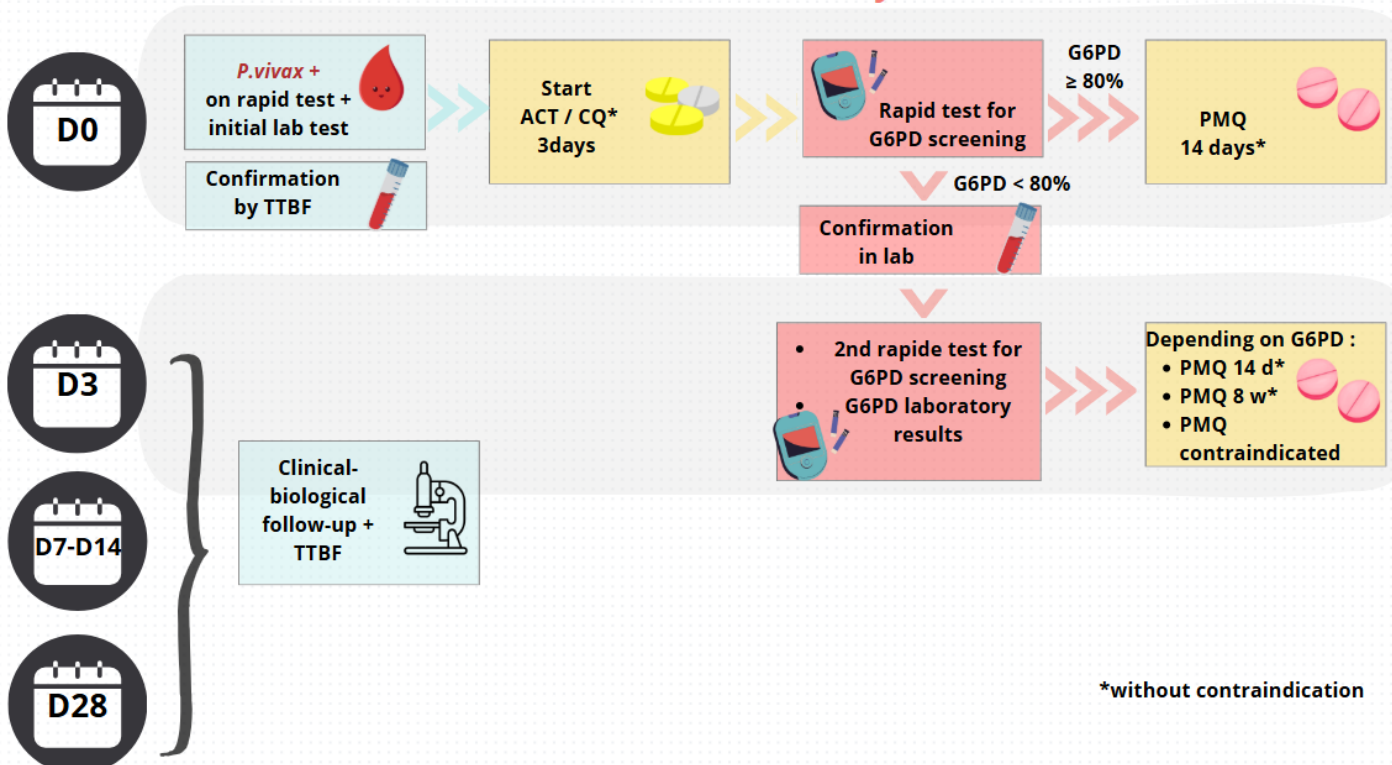 D0
P.vivax +
on rapid test +
initial lab test
Confirmation
by TTBF
Start
ACT / CQ*
3days
Rapid test for
G6PD screening
G6PD
≥ 80%
PMQ
14 days*
G6PD < 80%
Confirmation
in lab
D3
D7-D14
D28
Clinical-
biological
follow-up +
TTBF
• 2nd rapide test for
G6PD screening
• G6PD laboratory
results
Depending on G6PD :
• PMQ 14 d*
• PMQ 8 w*
• PMQ
contraindicated
*without contraindication